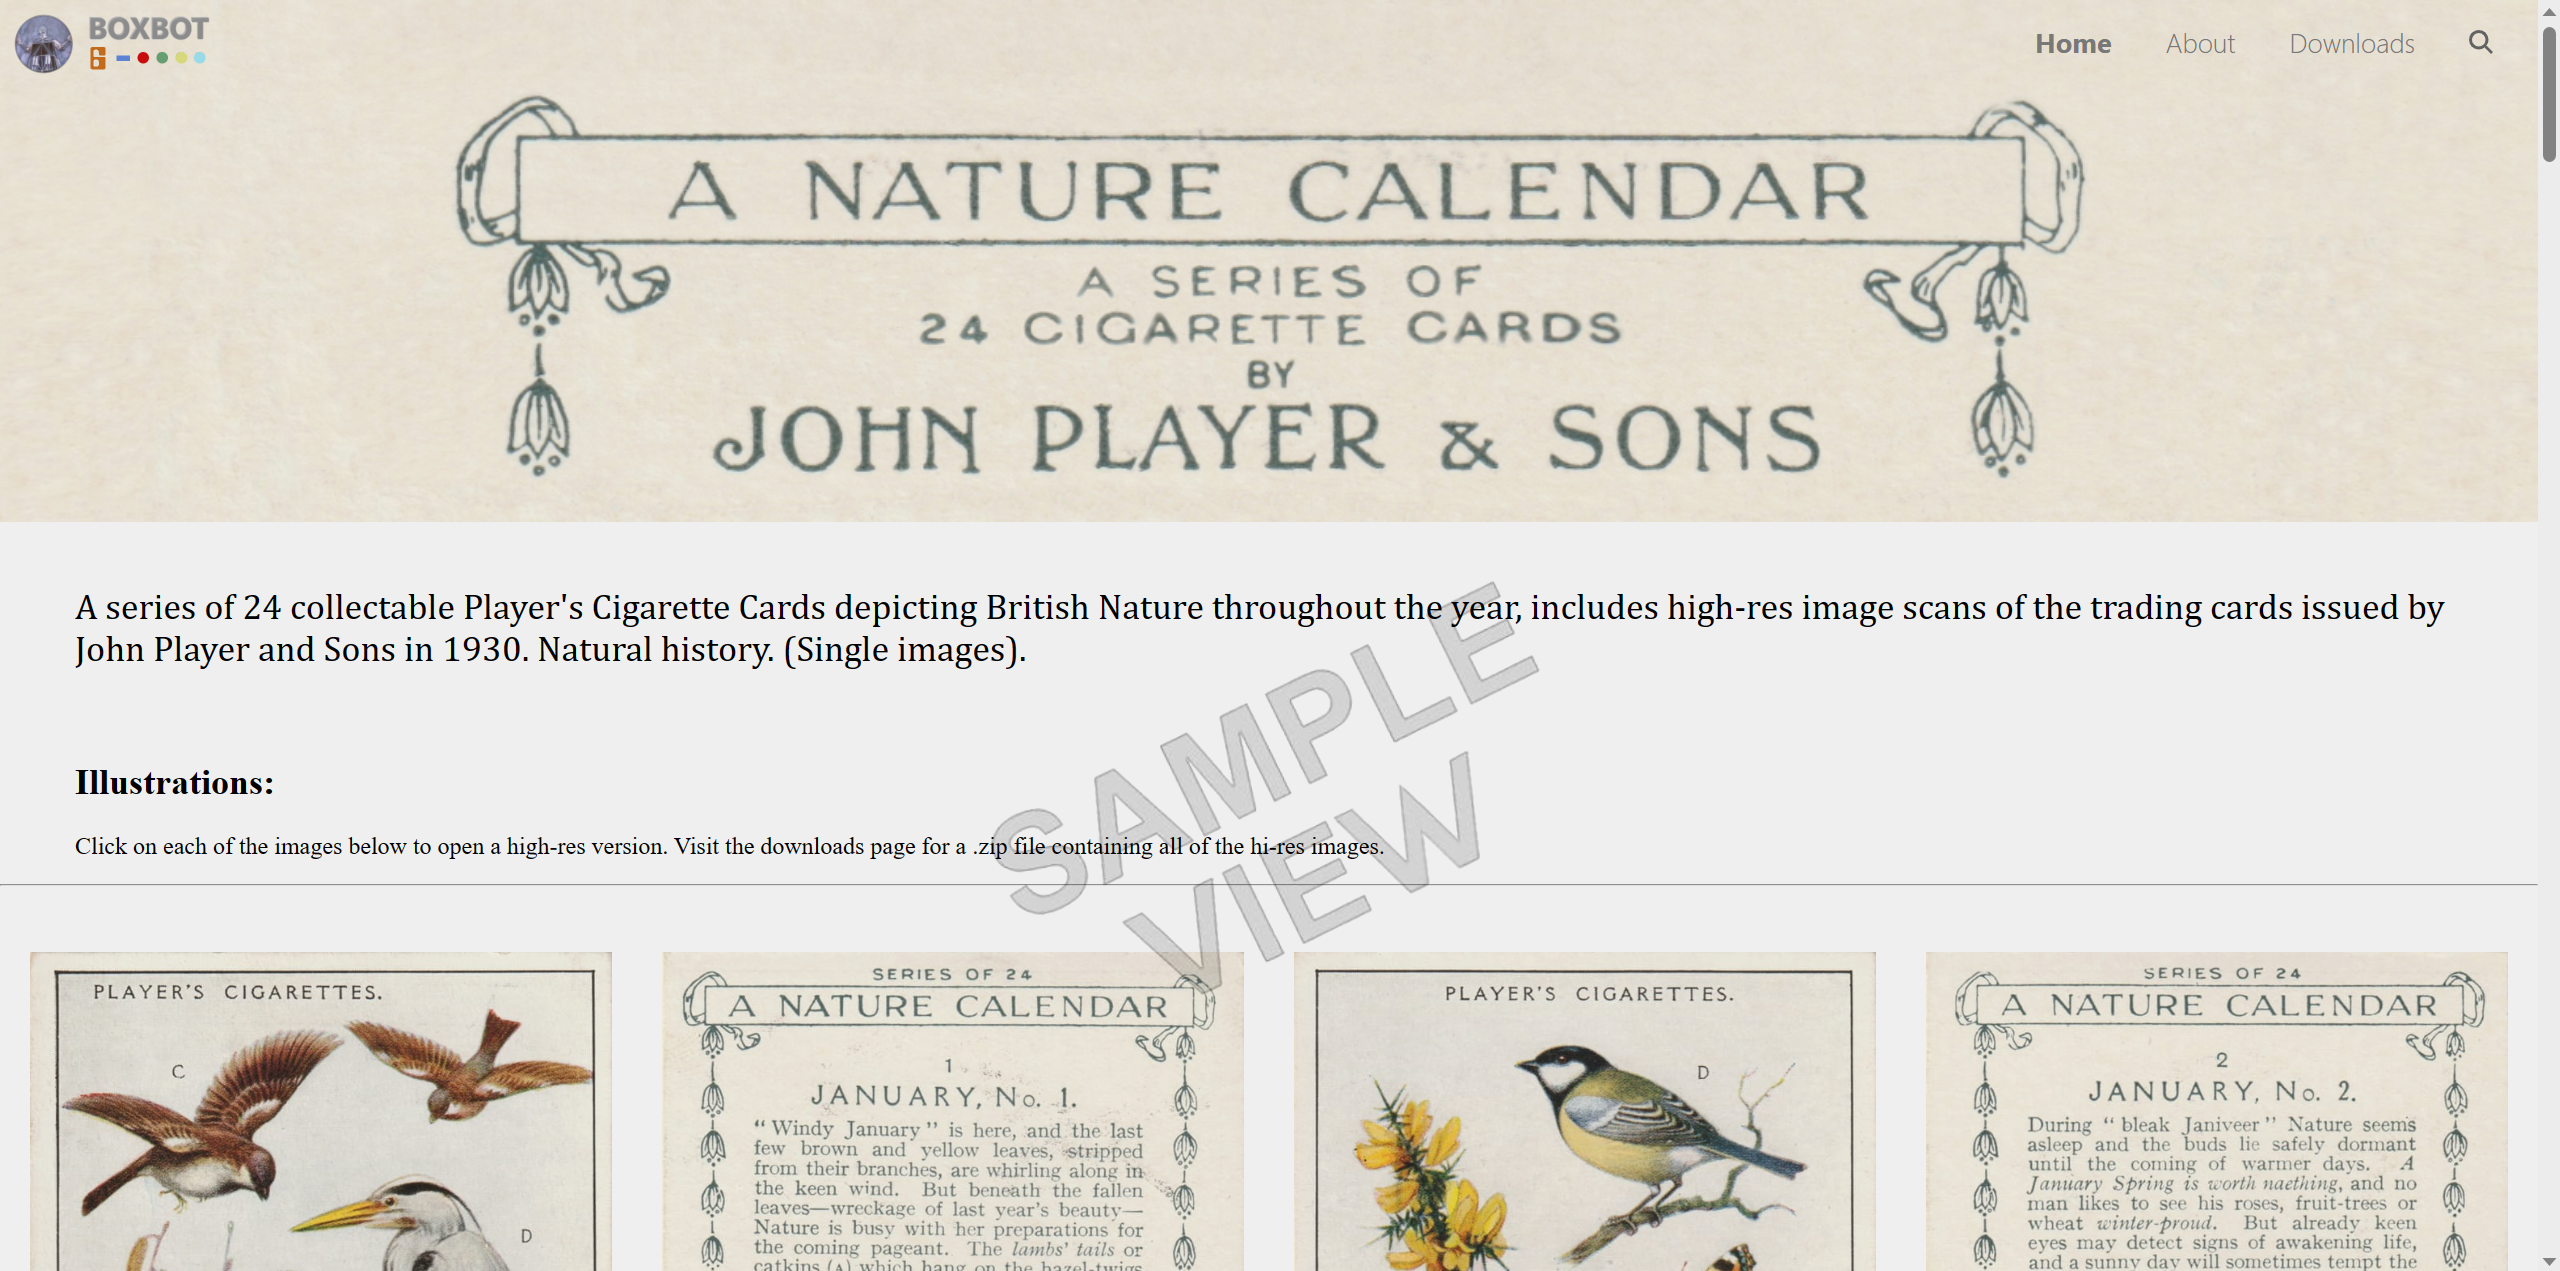 BOXBOT
6
Home
About
Downloads
A NATURE CALENDAR
A SERIES OF
24 CIGARETTE CARDS
BY
JOHN PLAYER & SONS
A series of 24 collectable Player's Cigarette Cards depicting British Nature throughout the year, includes high-res image scans of the trading cards issued by
John Player and Sons in 1930. Natural history. (Single images).
SAMPLE
VIEW
Illustrations:
Click on each of the images below to open a high-res version. Visit the downloads page for a .zip file containing all of the hi-res images.
PLAYER'S CIGARETTES.
C
D
SERIES OF 24
A NATURE CALENDAR
1
JANUARY, No. 1.
“Windy January” is here, and the last
few brown and yellow leaves, stripped
from their branches, are whirling along in
the keen wind. But beneath the fallen
leaves—wreckage of last year's beauty—
Nature is busy with her preparations for
the coming pageant. The lambs' tails or
catkins (A) which hang on the hazel-twigs
PLAYER'S CIGARETTES.
D
SERIES OF 24
A NATURE CALENDAR
2
JANUARY, No. 2.
During “bleak Janiveer” Nature seems
asleep and the buds lie safely dormant
until the coming of warmer days. A
January Spring is worth naething, and no
man likes to see his roses, fruit-trees or
wheat winter-proud. But already keen
eyes may detect signs of awakening life,
and a sunny day will sometimes tempt the